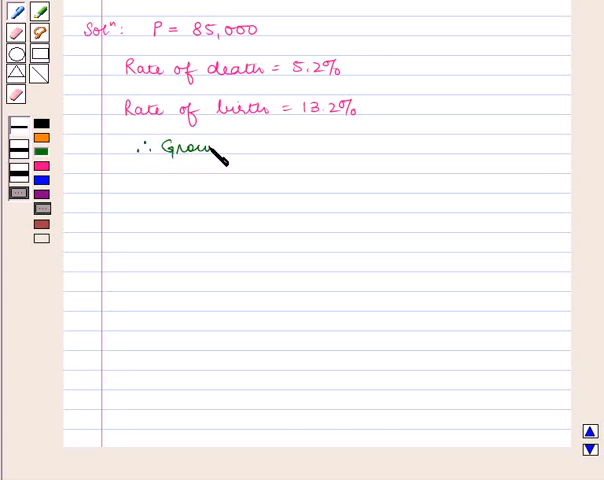 Solⁿ: P = 85,000
Rate of death = 5.2%
Rate of birth = 13.2%
∴ Grow